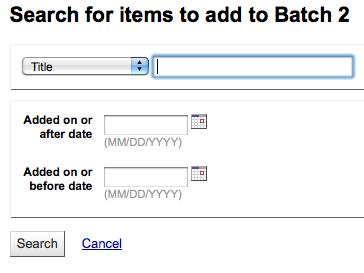 Search for items to add to Batch 2
Title
Added on or
after date
(MM/DD/YYYY)
Added on or
before date
(MM/DD/YYYY)
Search Cancel